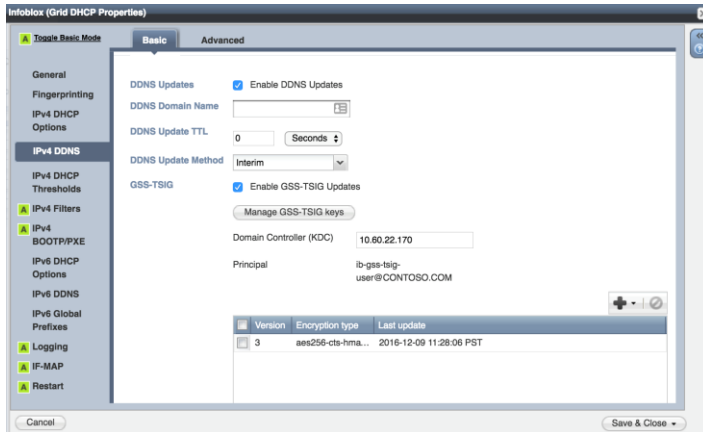 Infoblox (Grid DHCP Properties)
A Toggle Basic Mode
Basic
Advanced
General
Fingerprinting
IPv4 DHCP
Options
IPv4 DDNS
IPv4 DHCP
Thresholds
A IPv4 Filters
A IPv4
BOOTP/PXE
IPv6 DHCP
Options
IPv6 DDNS
IPv6 Global
Prefixes
A Logging
A IF-MAP
A Restart
DDNS Updates Enable DDNS Updates
DDNS Domain Name
DDNS Update TTL 0 Seconds
DDNS Update Method Interim
GSS-TSIG Enable GSS-TSIG Updates
Manage GSS-TSIG keys
Domain Controller (KDC) 10.60.22.170
Principal ib-gss-tsig-
user@CONTOSO.COM
Version Encryption type Last update
3 aes256-cts-hma... 2016-12-09 11:28:06 PST
Cancel
Save & Close